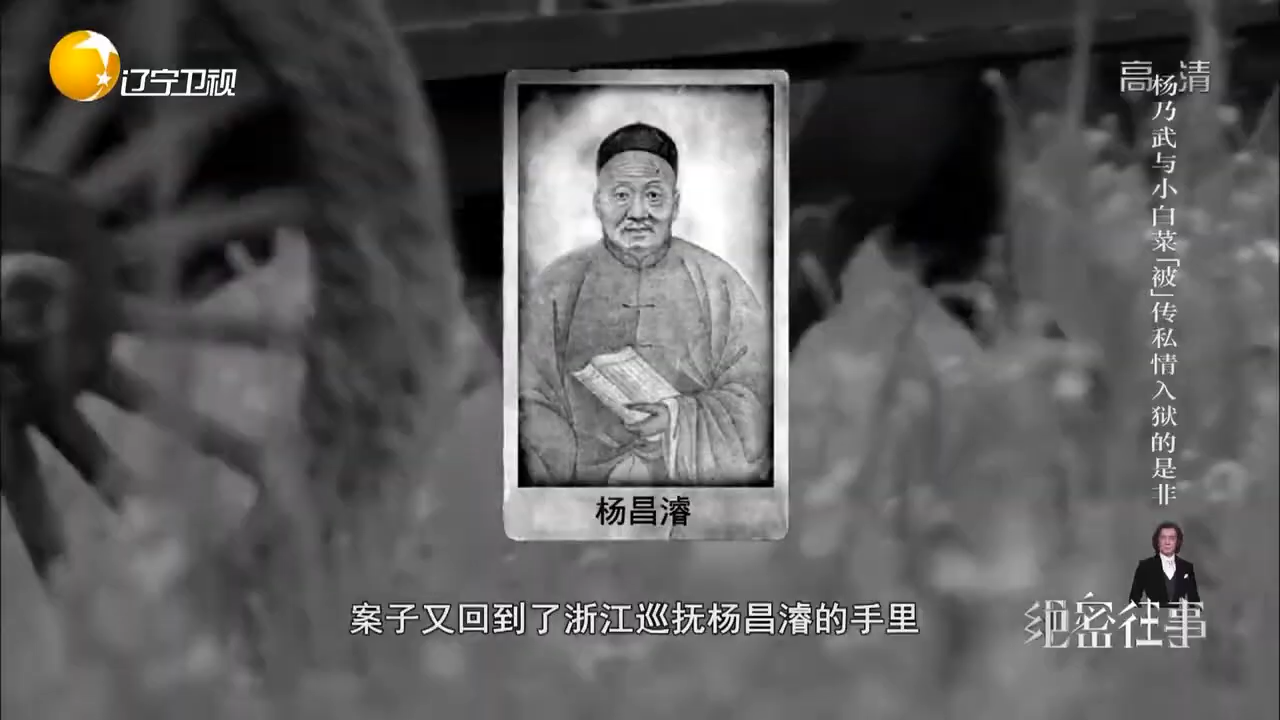 辽宁卫视
高清
杨乃武与小白菜「被」传私情入狱的是非
杨昌濬
案子又回到了浙江巡抚杨昌濬的手里
绝密往事